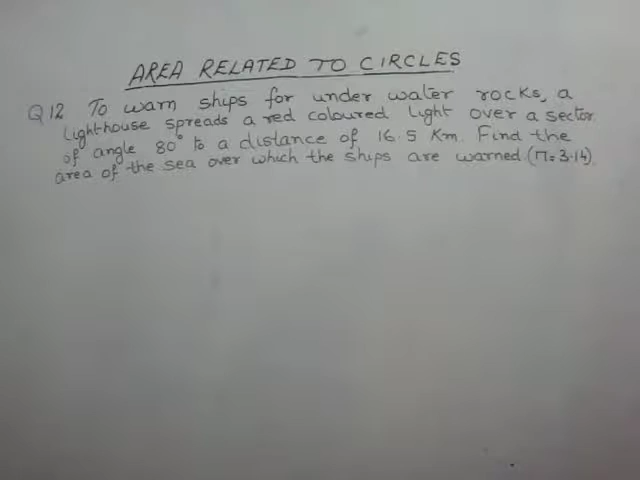 AREA RELATED TO CIRCLES
Q12 To warn ships for under water rocks, a
lighthouse spreads a red coloured light over a sector
of angle 80° to a distance of 16.5 Km. Find the
area of the sea over which the ships are warned. (π = 3.14)